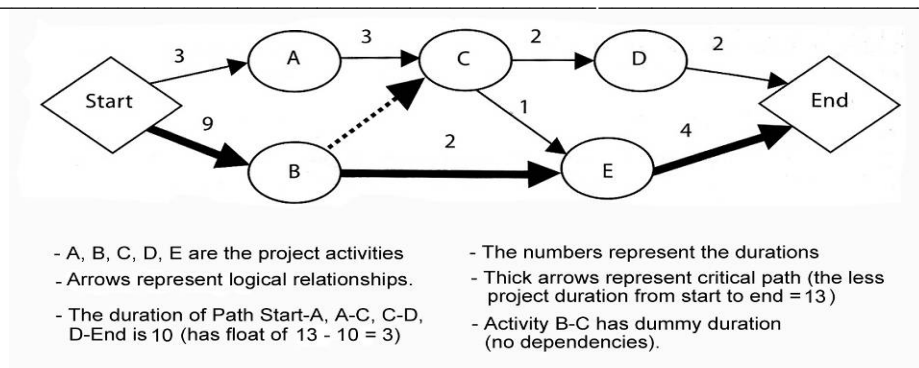 3
A
3
C
2
D
2
Start
End
9
1
4
2
B
E
- A, B, C, D, E are the project activities
- Arrows represent logical relationships.
- The duration of Path Start-A, A-C, C-D,
D-End is 10 (has float of 13 - 10 = 3)
- The numbers represent the durations
- Thick arrows represent critical path (the less
project duration from start to end = 13)
- Activity B-C has dummy duration
(no dependencies).